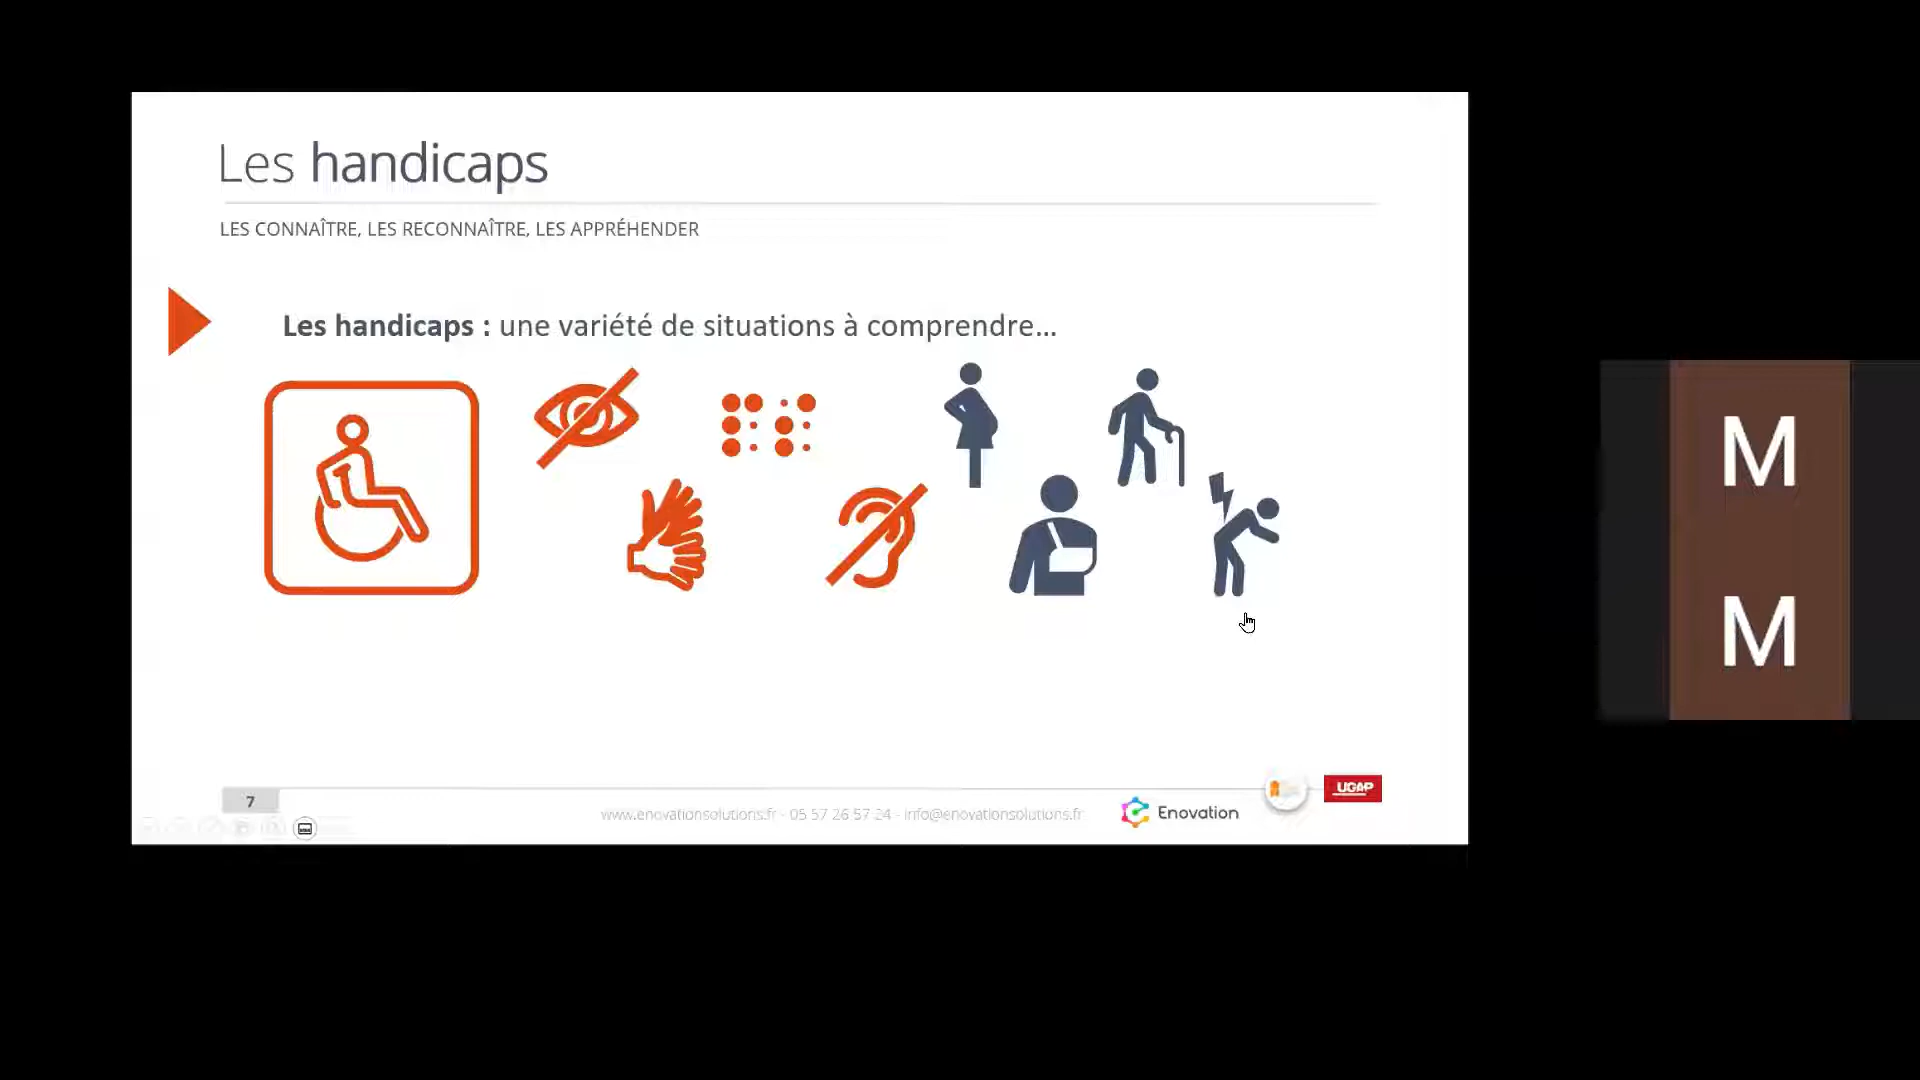 Les handicaps
LES CONNAÎTRE, LES RECONNAÎTRE, LES APPRÉHENDER
Les handicaps : une variété de situations à comprendre...
M
M
7
www.enovationsolutions.fr - 05 57 26 57 24 - info@enovationsolutions.fr
Enovation
UGAP